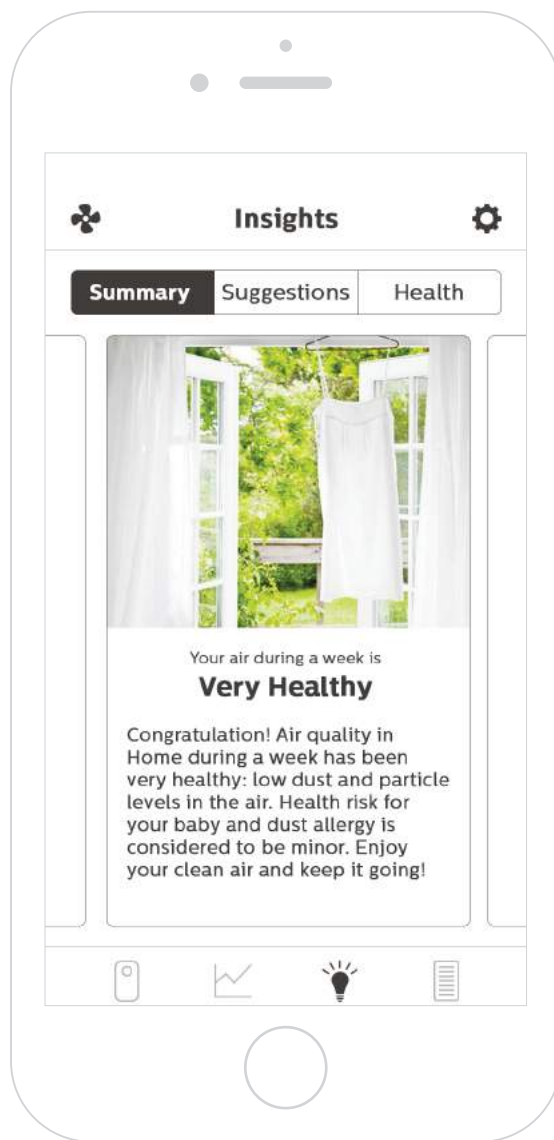 Insights
Summary
Suggestions
Health
Your air during a week is
Very Healthy
Congratulation! Air quality in
Home during a week has been
very healthy: low dust and particle
levels in the air. Health risk for
your baby and dust allergy is
considered to be minor. Enjoy
your clean air and keep it going!